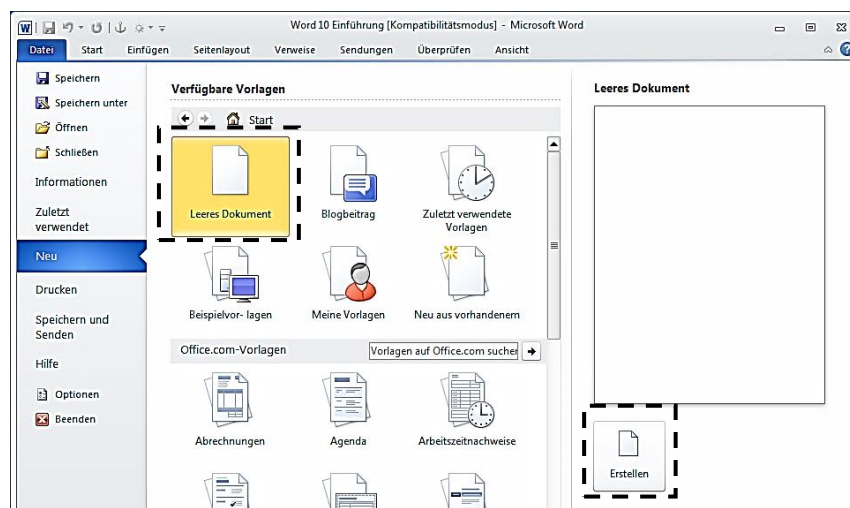 Word 10 Einführung [Kompatibilitätsmodus] - Microsoft Word
Datei Start Einfügen Seitenlayout Verweise Sendungen Überprüfen Ansicht
Speichern
Speichern unter
Öffnen
Schließen
Informationen
Zuletzt
verwendet
Neu
Drucken
Speichern und
Senden
Hilfe
Optionen
Beenden
Verfügbare Vorlagen
Start
Leeres Dokument
Blogbeitrag
Zuletzt verwendete
Vorlagen
Beispielvor- lagen
Meine Vorlagen
Neu aus vorhandenem
Office.com-Vorlagen
Vorlagen auf Office.com suchen
Abrechnungen
Agenda
Arbeitszeitnachweise
Leeres Dokument
Erstellen